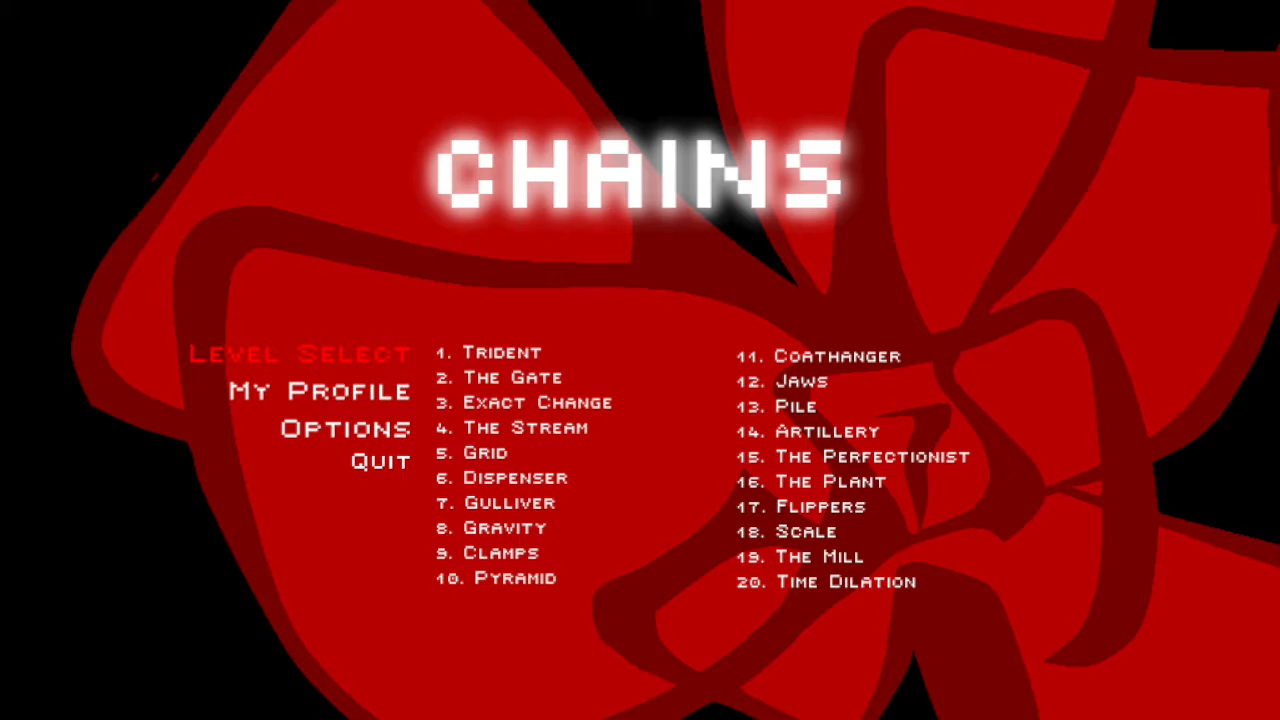 CHAINS
Level Select
My Profile
Options
Quit
1. Trident
2. The Gate
3. Exact Change
4. The Stream
5. Grid
6. Dispenser
7. Gulliver
8. Gravity
9. Clamps
10. Pyramid
11. Coathanger
12. Jaws
13. Pile
14. Artillery
15. The Perfectionist
16. The Plant
17. Flippers
18. Scale
19. The Mill
20. Time Dilation